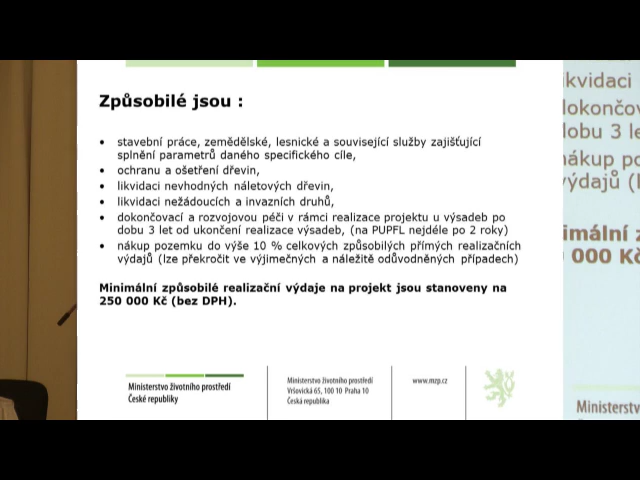 Způsobilé jsou :
• stavební práce, zemědělské, lesnické a související služby zajišťující
splnění parametrů daného specifického cíle,
• ochranu a ošetření dřevin,
• likvidaci nevhodných náletových dřevin,
• likvidaci nežádoucích a invazních druhů,
• dokončovací a rozvojovou péči v rámci realizace projektu u výsadeb po
dobu 3 let od ukončení realizace výsadeb, (na PUPFL nejdéle po 2 roky)
• nákup pozemku do výše 10 % celkových způsobilých přímých realizačních
výdajů (lze překročit ve výjimečných a náležitě odůvodněných případech)
Minimální způsobilé realizační výdaje na projekt jsou stanoveny na
250 000 Kč (bez DPH).
Ministerstvo životního prostředí
České republiky
Ministerstvo životního prostředí
Vršovická 65, 100 10 Praha 10
Česká republika
www.mzp.cz
likvidaci
dokončov
dobu 3 le
nákup po
výdajů (l
imální z
000 Kč
Ministerstv